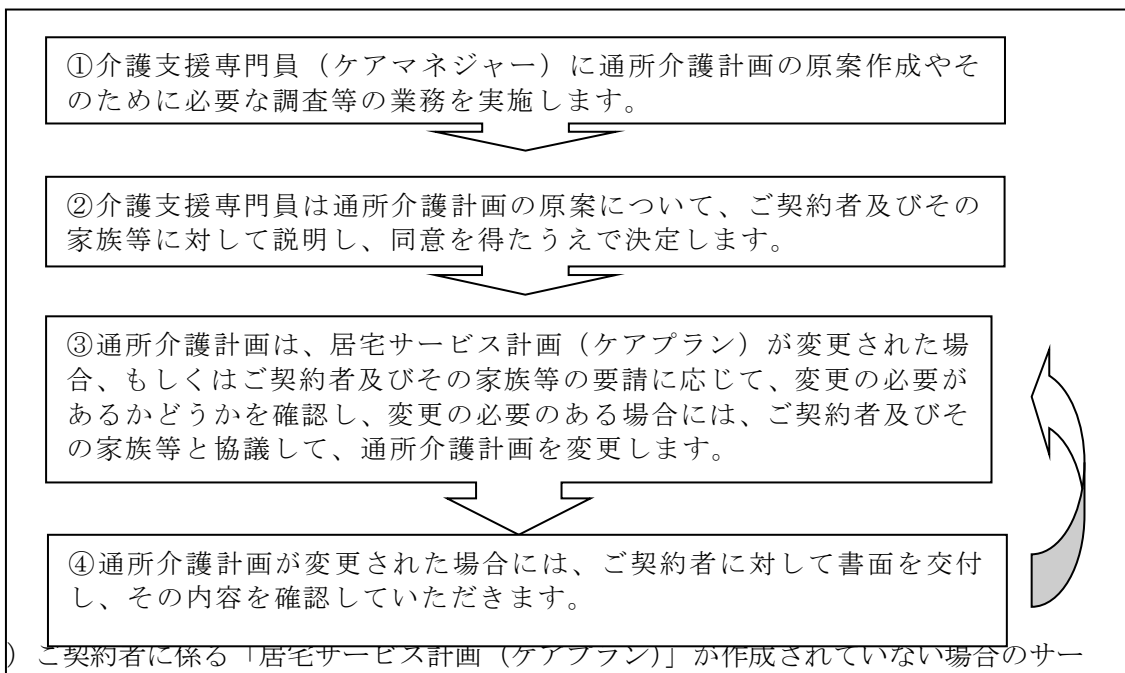 ①介護支援専門員（ケアマネジャー）に通所介護計画の原案作成やそ
のために必要な調査等の業務を実施します。
②介護支援専門員は通所介護計画の原案について、ご契約者及びその
家族等に対して説明し、同意を得たうえで決定します。
③通所介護計画は、居宅サービス計画（ケアプラン）が変更された場
合、もしくはご契約者及びその家族等の要請に応じて、変更の必要が
あるかどうかを確認し、変更の必要のある場合には、ご契約者及びそ
の家族等と協議して、通所介護計画を変更します。
④通所介護計画が変更された場合には、ご契約者に対して書面を交付
し、その内容を確認していただきます。
）ご契約者に係る「居宅サービス計画（ケアプラン）」が作成されていない場合のサー